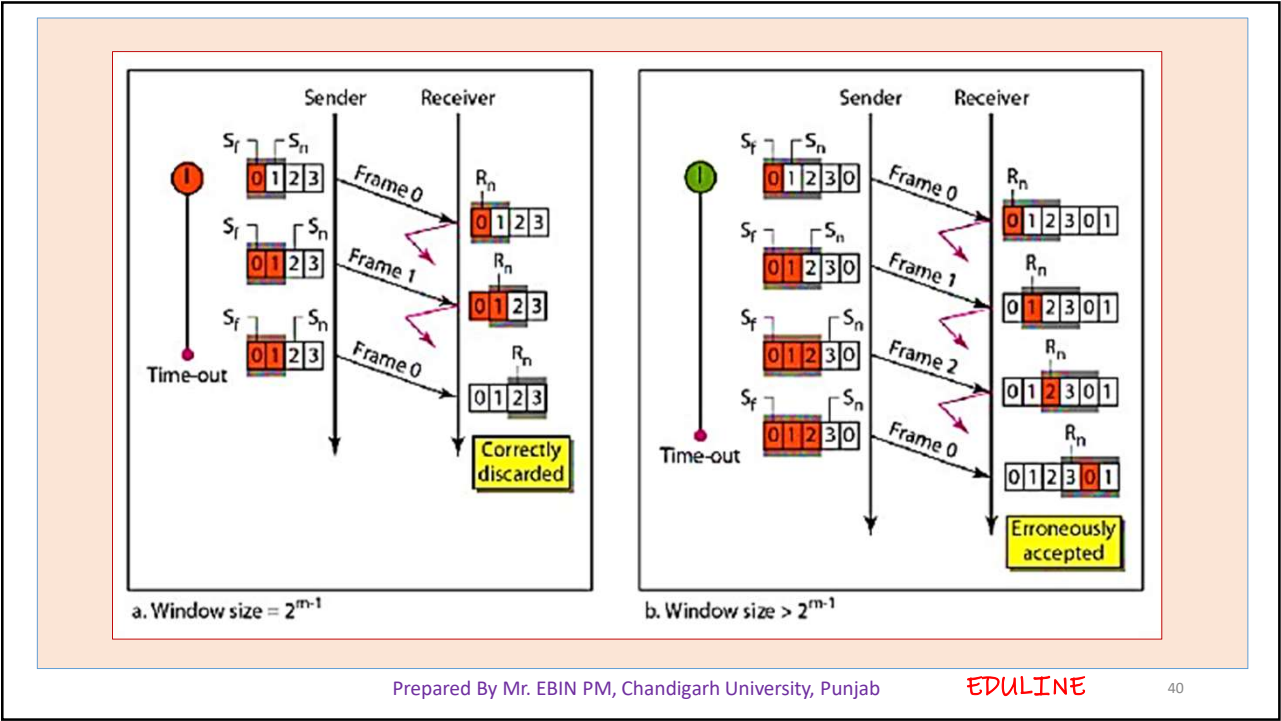 Sender Receiver
Sf Sn
0 1 2 3
Frame 0
Rn
0 1 2 3
Sf Sn
0 1 2 3
Frame 1
Rn
0 1 2 3
Sf Sn
0 1 2 3
Time-out
Frame 0
Rn
0 1 2 3
Correctly
discarded
a. Window size = 2^m-1
Sender Receiver
Sf Sn
0 1 2 3 0
Frame 0
Rn
0 1 2 3 0 1
Sf Sn
0 1 2 3 0
Frame 1
Rn
0 1 2 3 0 1
Sf Sn
0 1 2 3 0
Frame 2
Rn
0 1 2 3 0 1
Sf Sn
0 1 2 3 0
Time-out
Frame 0
Rn
0 1 2 3 0 1
Erroneously
accepted
b. Window size > 2^m-1
Prepared By Mr. EBIN PM, Chandigarh University, Punjab EDULINE 40